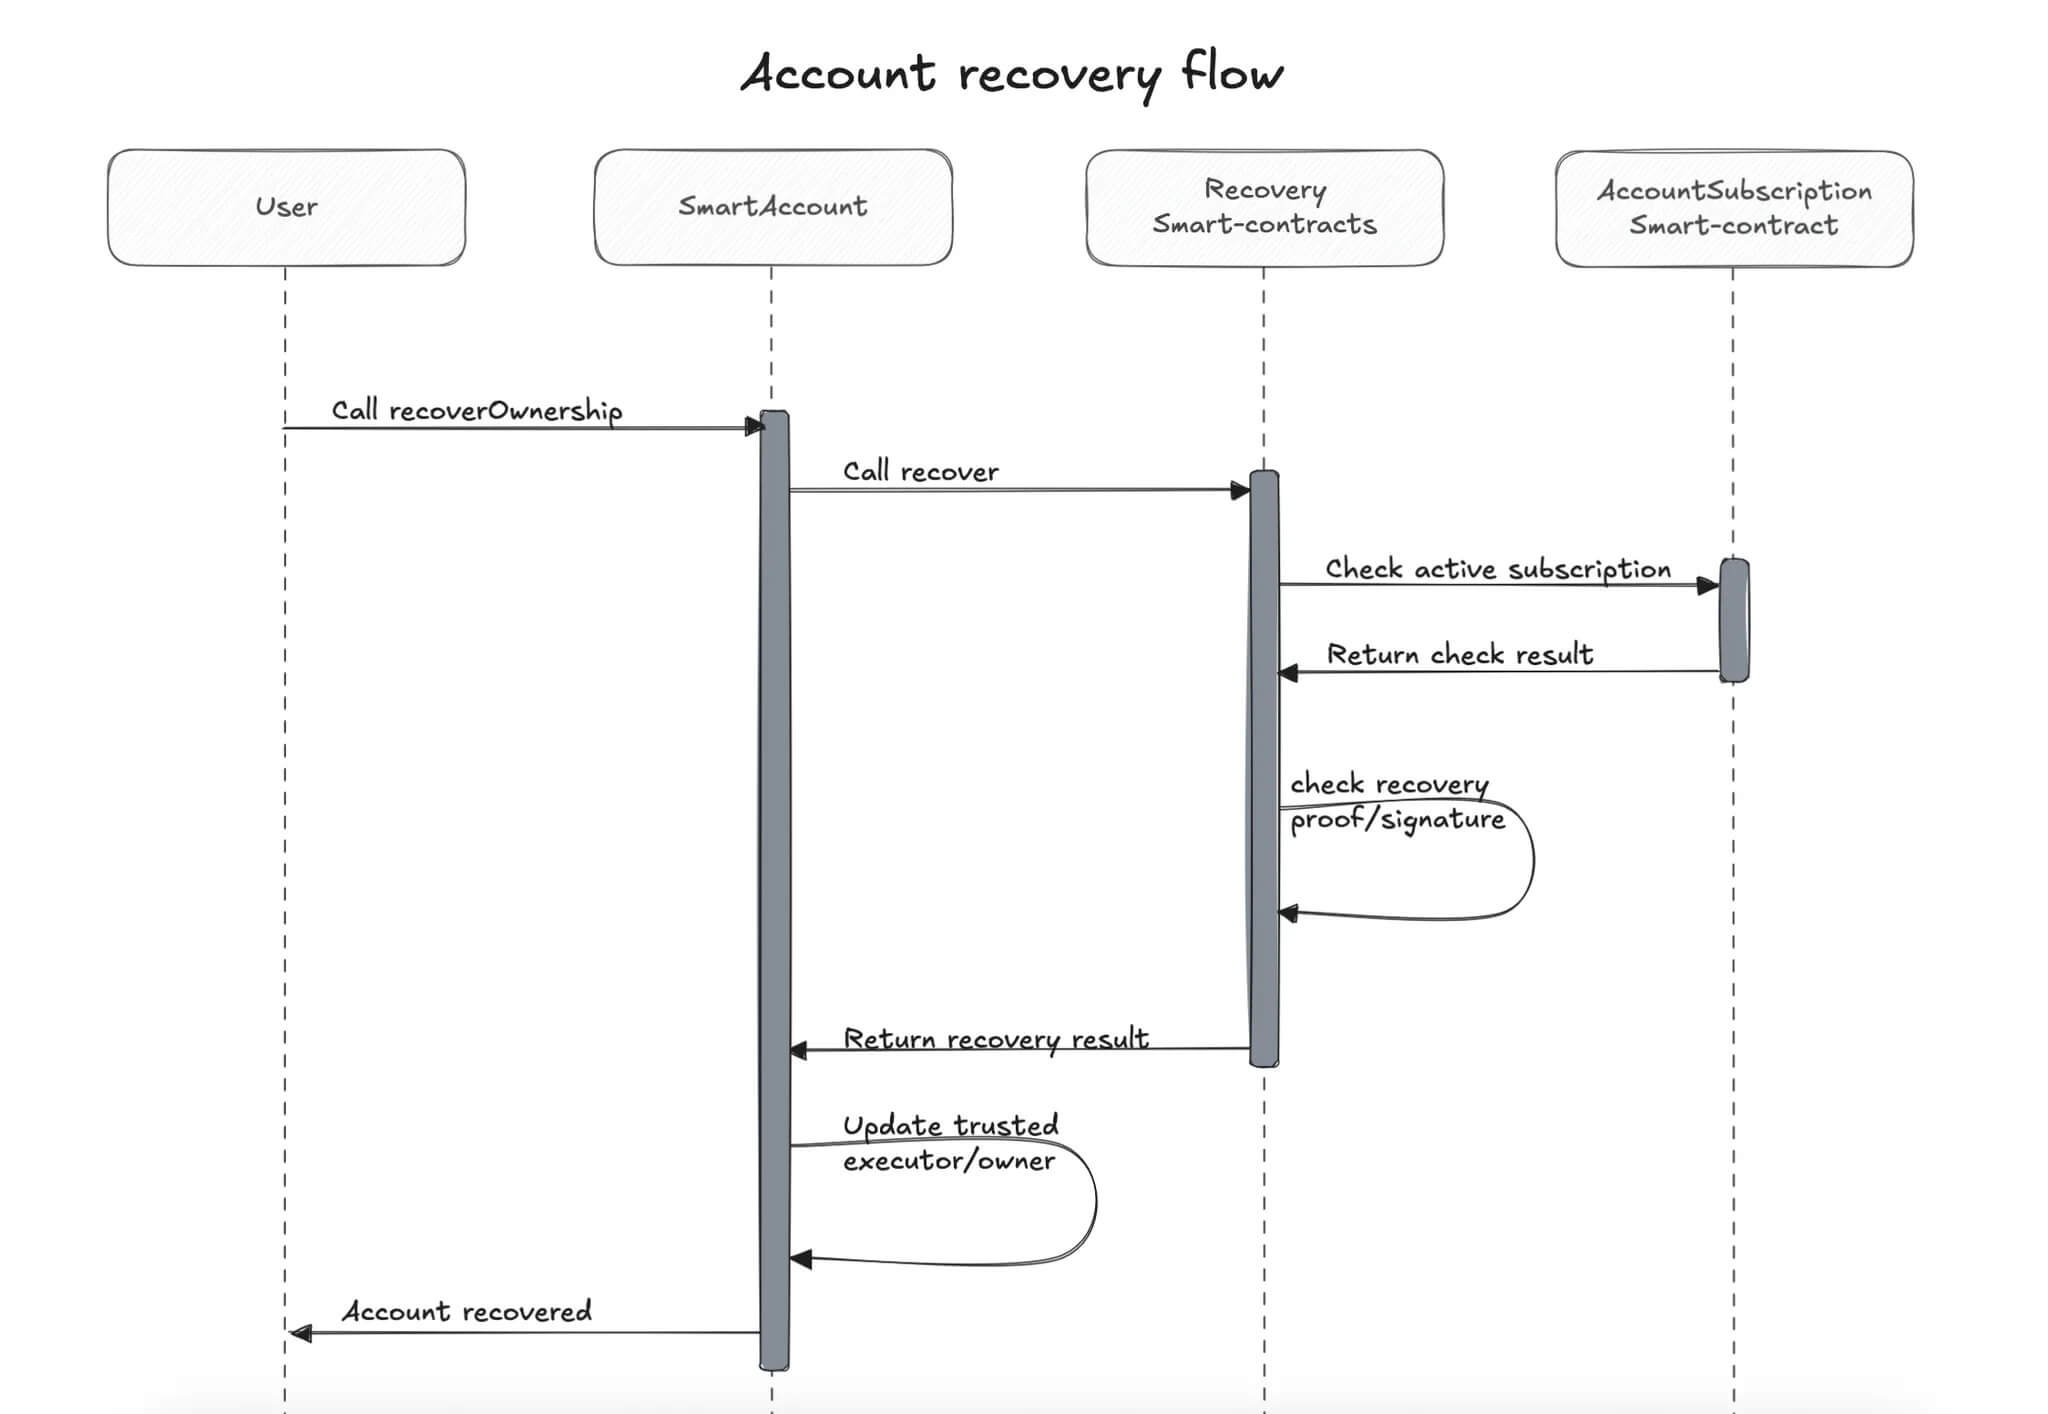 Account recovery flow
User
SmartAccount
Recovery
Smart-contracts
AccountSubscription
Smart-contract
Call recoverOwnership
Call recover
Check active subscription
Return check result
check recovery
proof/signature
Return recovery result
Update trusted
executor/owner
Account recovered